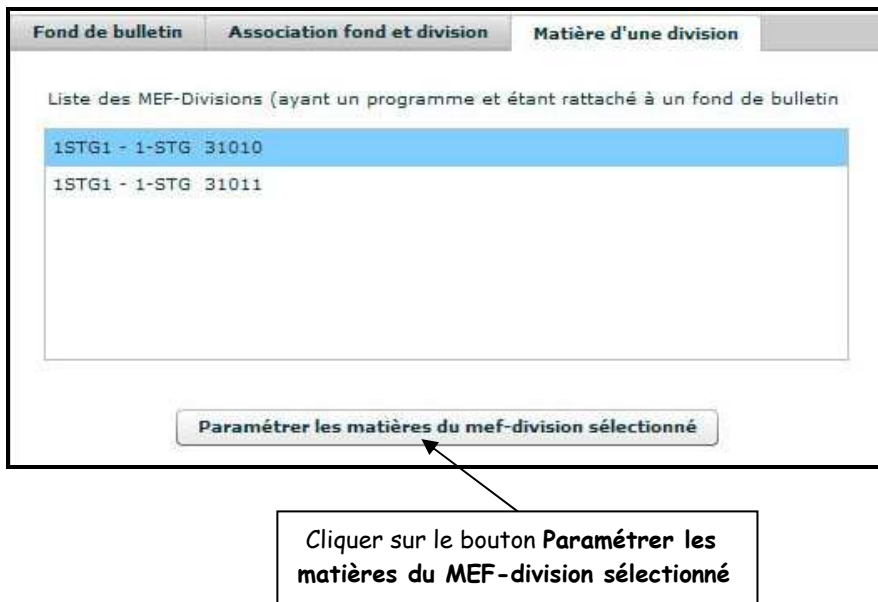 Fond de bulletin Association fond et division Matière d'une division
Liste des MEF-Divisions (ayant un programme et étant rattaché à un fond de bulletin
1STG1 - 1-STG 31010
1STG1 - 1-STG 31011
Paramétrer les matières du mef-division sélectionné
Cliquer sur le bouton Paramétrer les
matières du MEF-division sélectionné